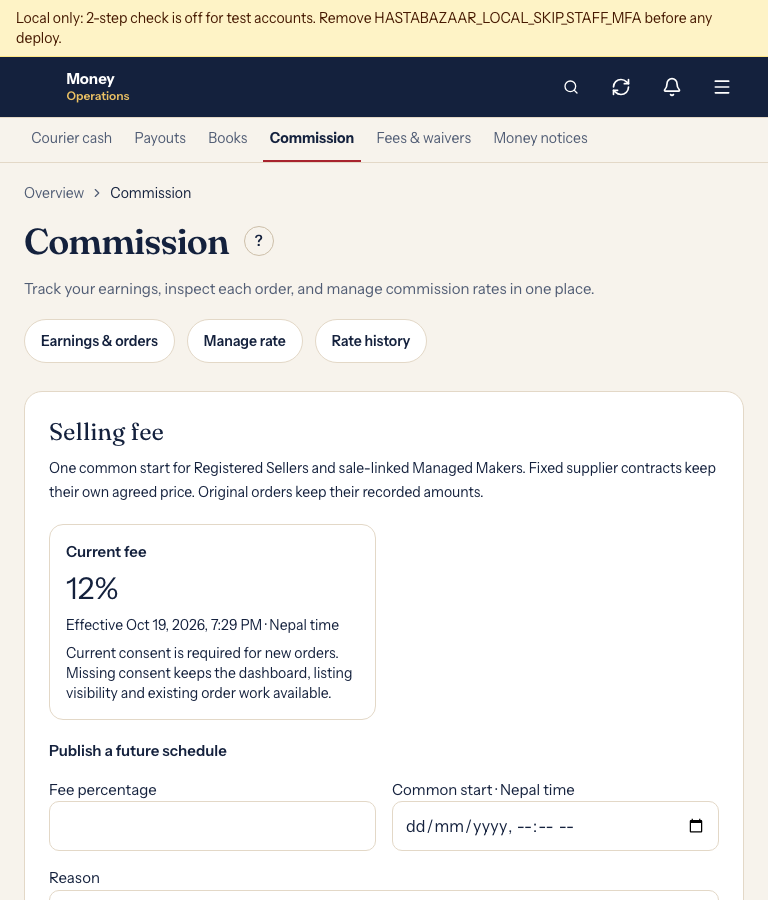 Local only: 2-step check is off for test accounts. Remove HASTABAZAAR_LOCAL_SKIP_STAFF_MFA before any
deploy.
Money
Operations
Courier cash
Payouts
Books
Commission
Fees & waivers
Money notices
Overview > Commission
Commission ?
Track your earnings, inspect each order, and manage commission rates in one place.
Earnings & orders
Manage rate
Rate history
Selling fee
One common start for Registered Sellers and sale-linked Managed Makers. Fixed supplier contracts keep
their own agreed price. Original orders keep their recorded amounts.
Current fee
12%
Effective Oct 19, 2026, 7:29 PM · Nepal time
Current consent is required for new orders.
Missing consent keeps the dashboard, listing
visibility and existing order work available.
Publish a future schedule
Fee percentage
Common start · Nepal time
dd/mm/yyyy, --:-- --
Reason